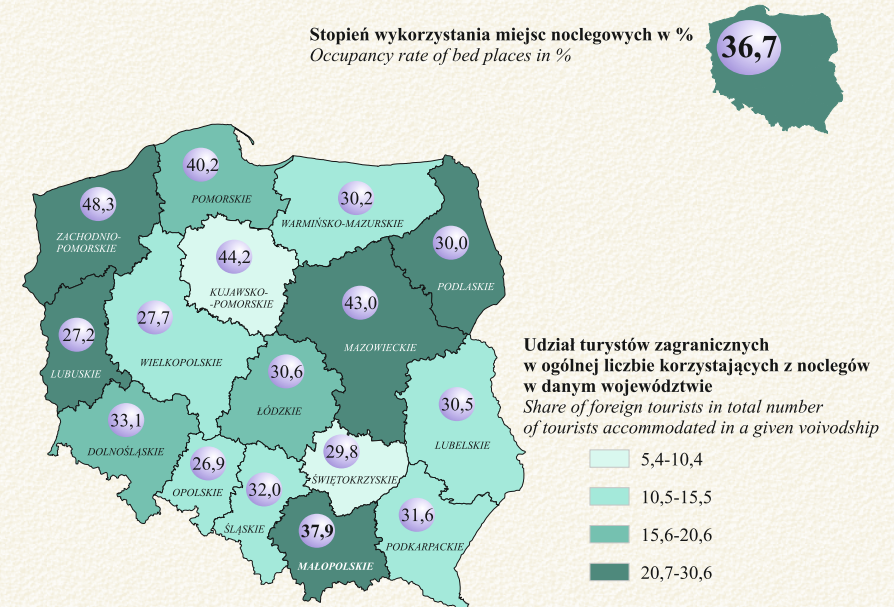 Stopień wykorzystania miejsc noclegowych w %
Occupancy rate of bed places in %
36,7
40,2
POMORSKIE
48,3
ZACHODNIO-
POMORSKIE
30,2
WARMIŃSKO-MAZURSKIE
44,2
KUJAWSKO-
-POMORSKIE
30,0
PODLASKIE
27,7
WIELKOPOLSKIE
43,0
MAZOWIECKIE
27,2
LUBUSKIE
30,6
ŁÓDZKIE
33,1
DOLNOŚLĄSKIE
30,5
LUBELSKIE
26,9
OPOLSKIE
32,0
ŚLĄSKIE
29,8
ŚWIĘTOKRZYSKIE
37,9
MAŁOPOLSKIE
31,6
PODKARPACKIE
Udział turystów zagranicznych
w ogólnej liczbie korzystających z noclegów
w danym województwie
Share of foreign tourists in total number
of tourists accommodated in a given voivodship
5,4-10,4
10,5-15,5
15,6-20,6
20,7-30,6